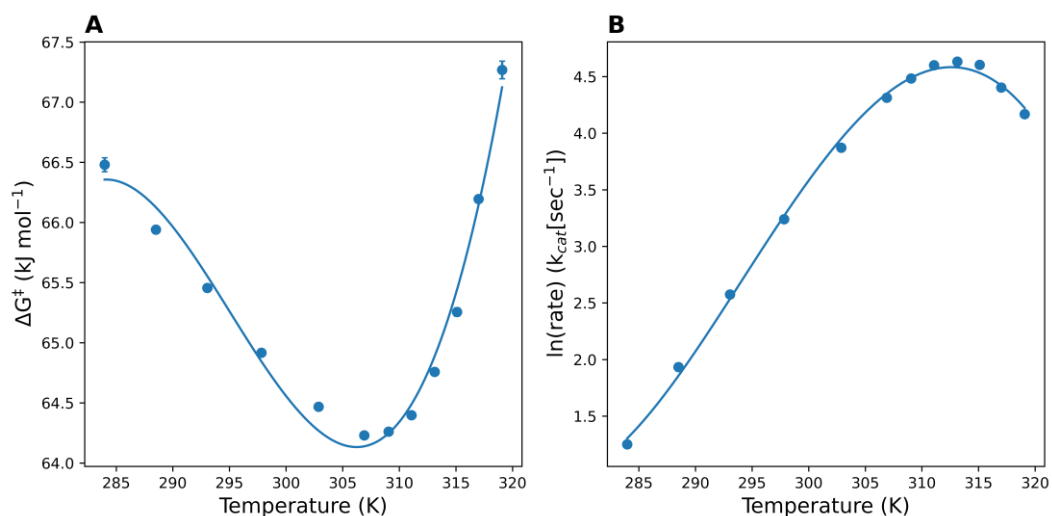 A
67.5
67.0
66.5
66.0
65.5
65.0
64.5
64.0
ΔG‡ (kJ mol⁻¹)
285 290 295 300 305 310 315 320
Temperature (K)
B
4.5
4.0
3.5
3.0
2.5
2.0
1.5
ln(rate) (k_cat[sec⁻¹])
285 290 295 300 305 310 315 320
Temperature (K)